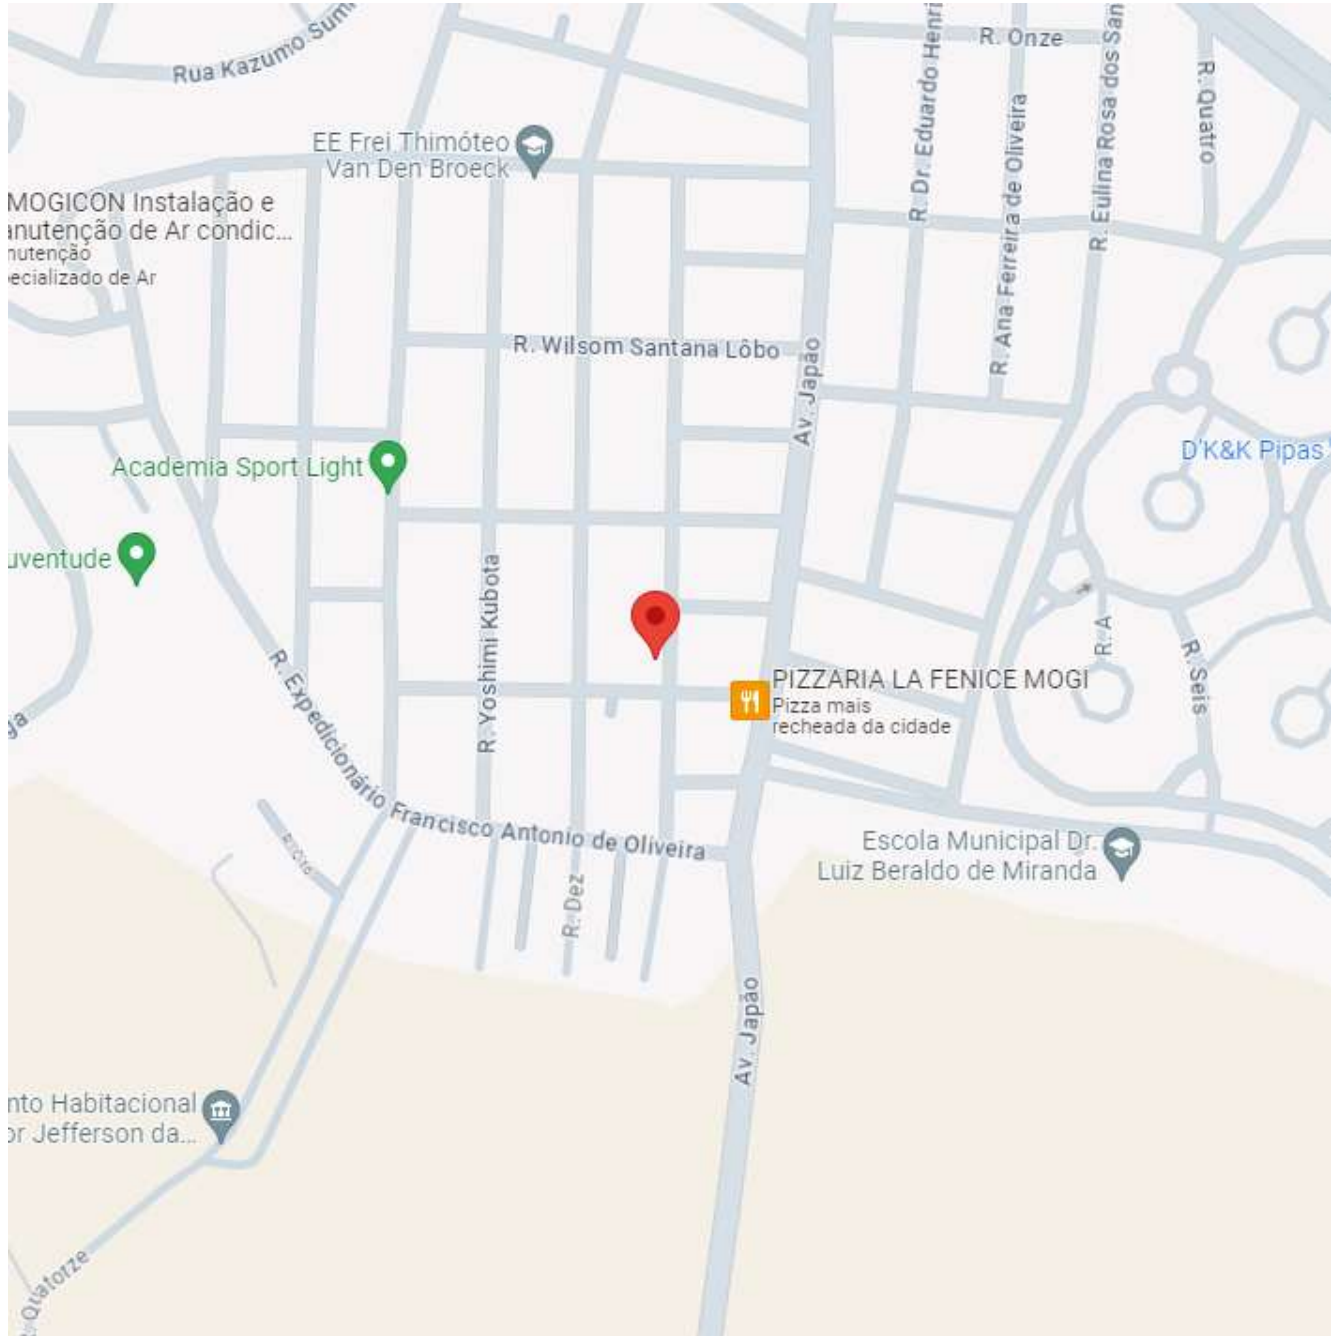 Rua Kazumo Sum
R. Onze
R. Dr. Eduardo Henri
R. Ana Ferreira de Oliveira
R. Eulina Rosa dos San
R. Quatro
EE Frei Thimóteo
Van Den Broeck
MOGICON Instalação e
anutenção de Ar condic...
nutenção
pecializado de Ar
R. Wilsom Santana Lôbo
Av. Japão
D'K&K Pipas
Academia Sport Light
uventude
R. Yoshimi Kubota
R. A
R. Seis
PIZZARIA LA FENICE MOGI
Pizza mais
recheada da cidade
ga
R. Expedicionário Francisco Antonio de Oliveira
R. Oito
R. Dez
Escola Municipal Dr.
Luiz Beraldo de Miranda
Av. Japão
nto Habitacional
or Jefferson da...
R. Quatorze